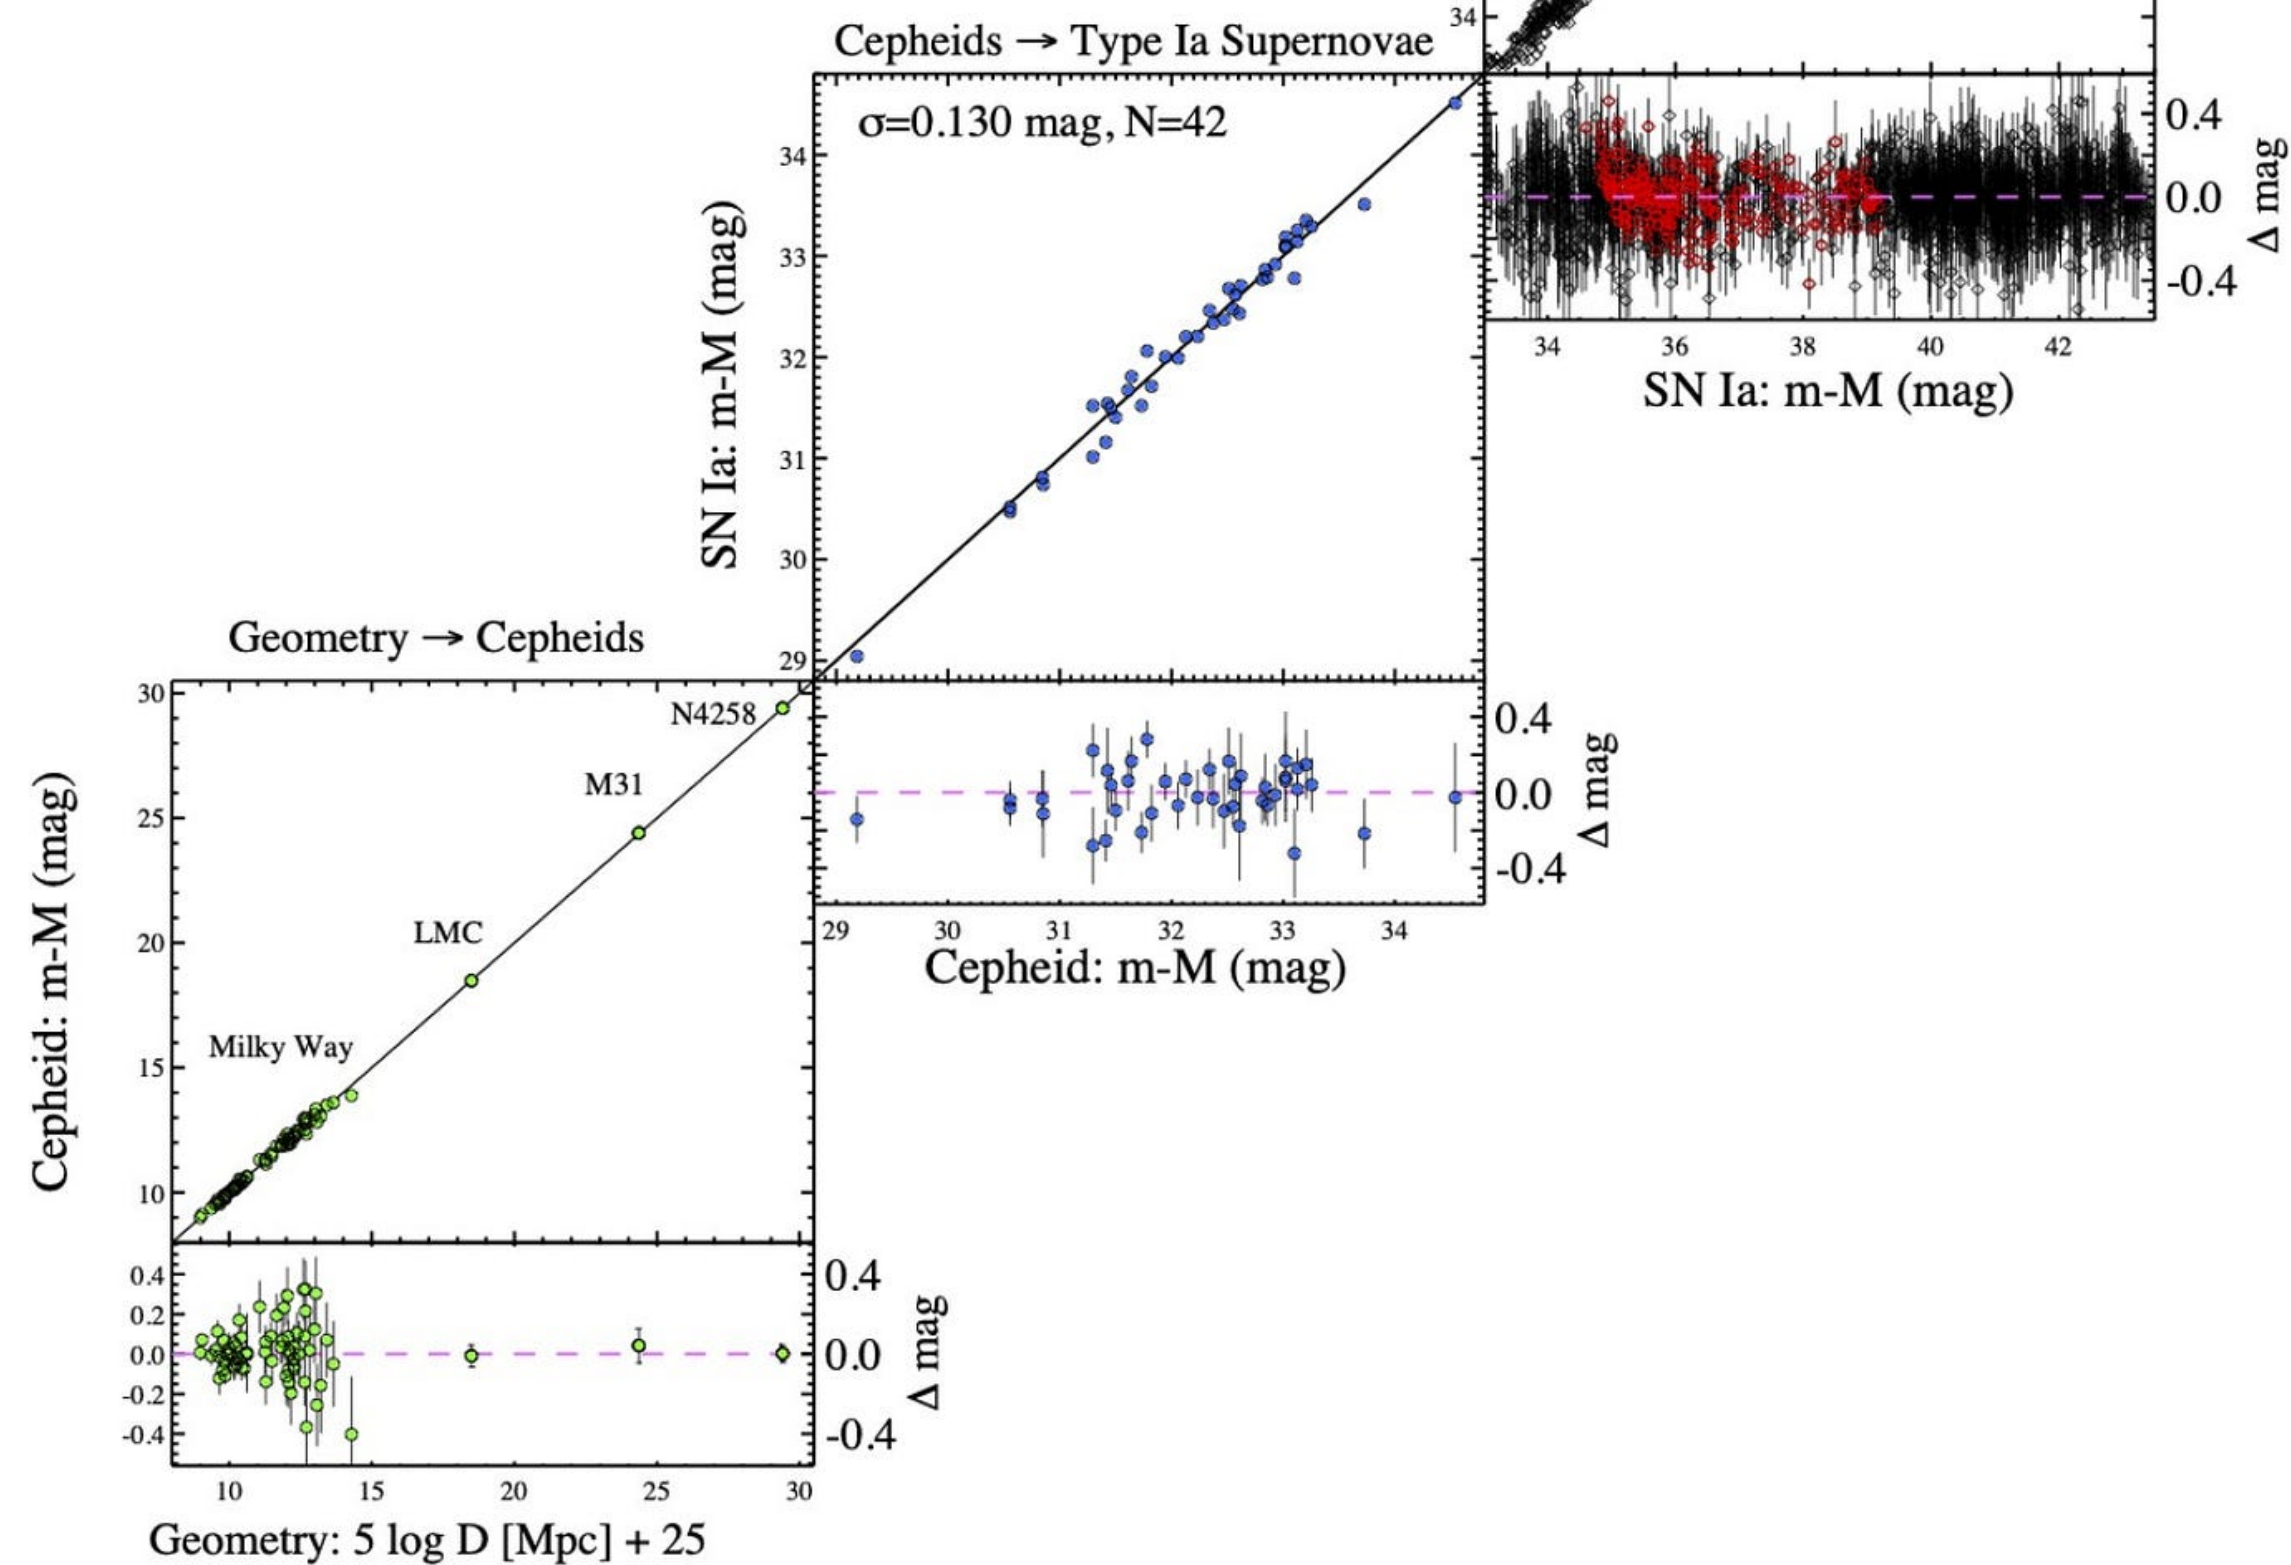 34
Cepheids → Type Ia Supernovae
σ=0.130 mag, N=42
34
33
32
31
30
29
SN Ia: m-M (mag)
0.4
0.0
-0.4
Δ mag
34 36 38 40 42
SN Ia: m-M (mag)
Geometry → Cepheids
30
25
20
15
10
Cepheid: m-M (mag)
N4258
M31
LMC
Milky Way
0.4
0.0
-0.4
Δ mag
29 30 31 32 33 34
Cepheid: m-M (mag)
0.4
0.2
0.0
-0.2
-0.4
0.4
0.0
-0.4
Δ mag
10 15 20 25 30
Geometry: 5 log D [Mpc] + 25